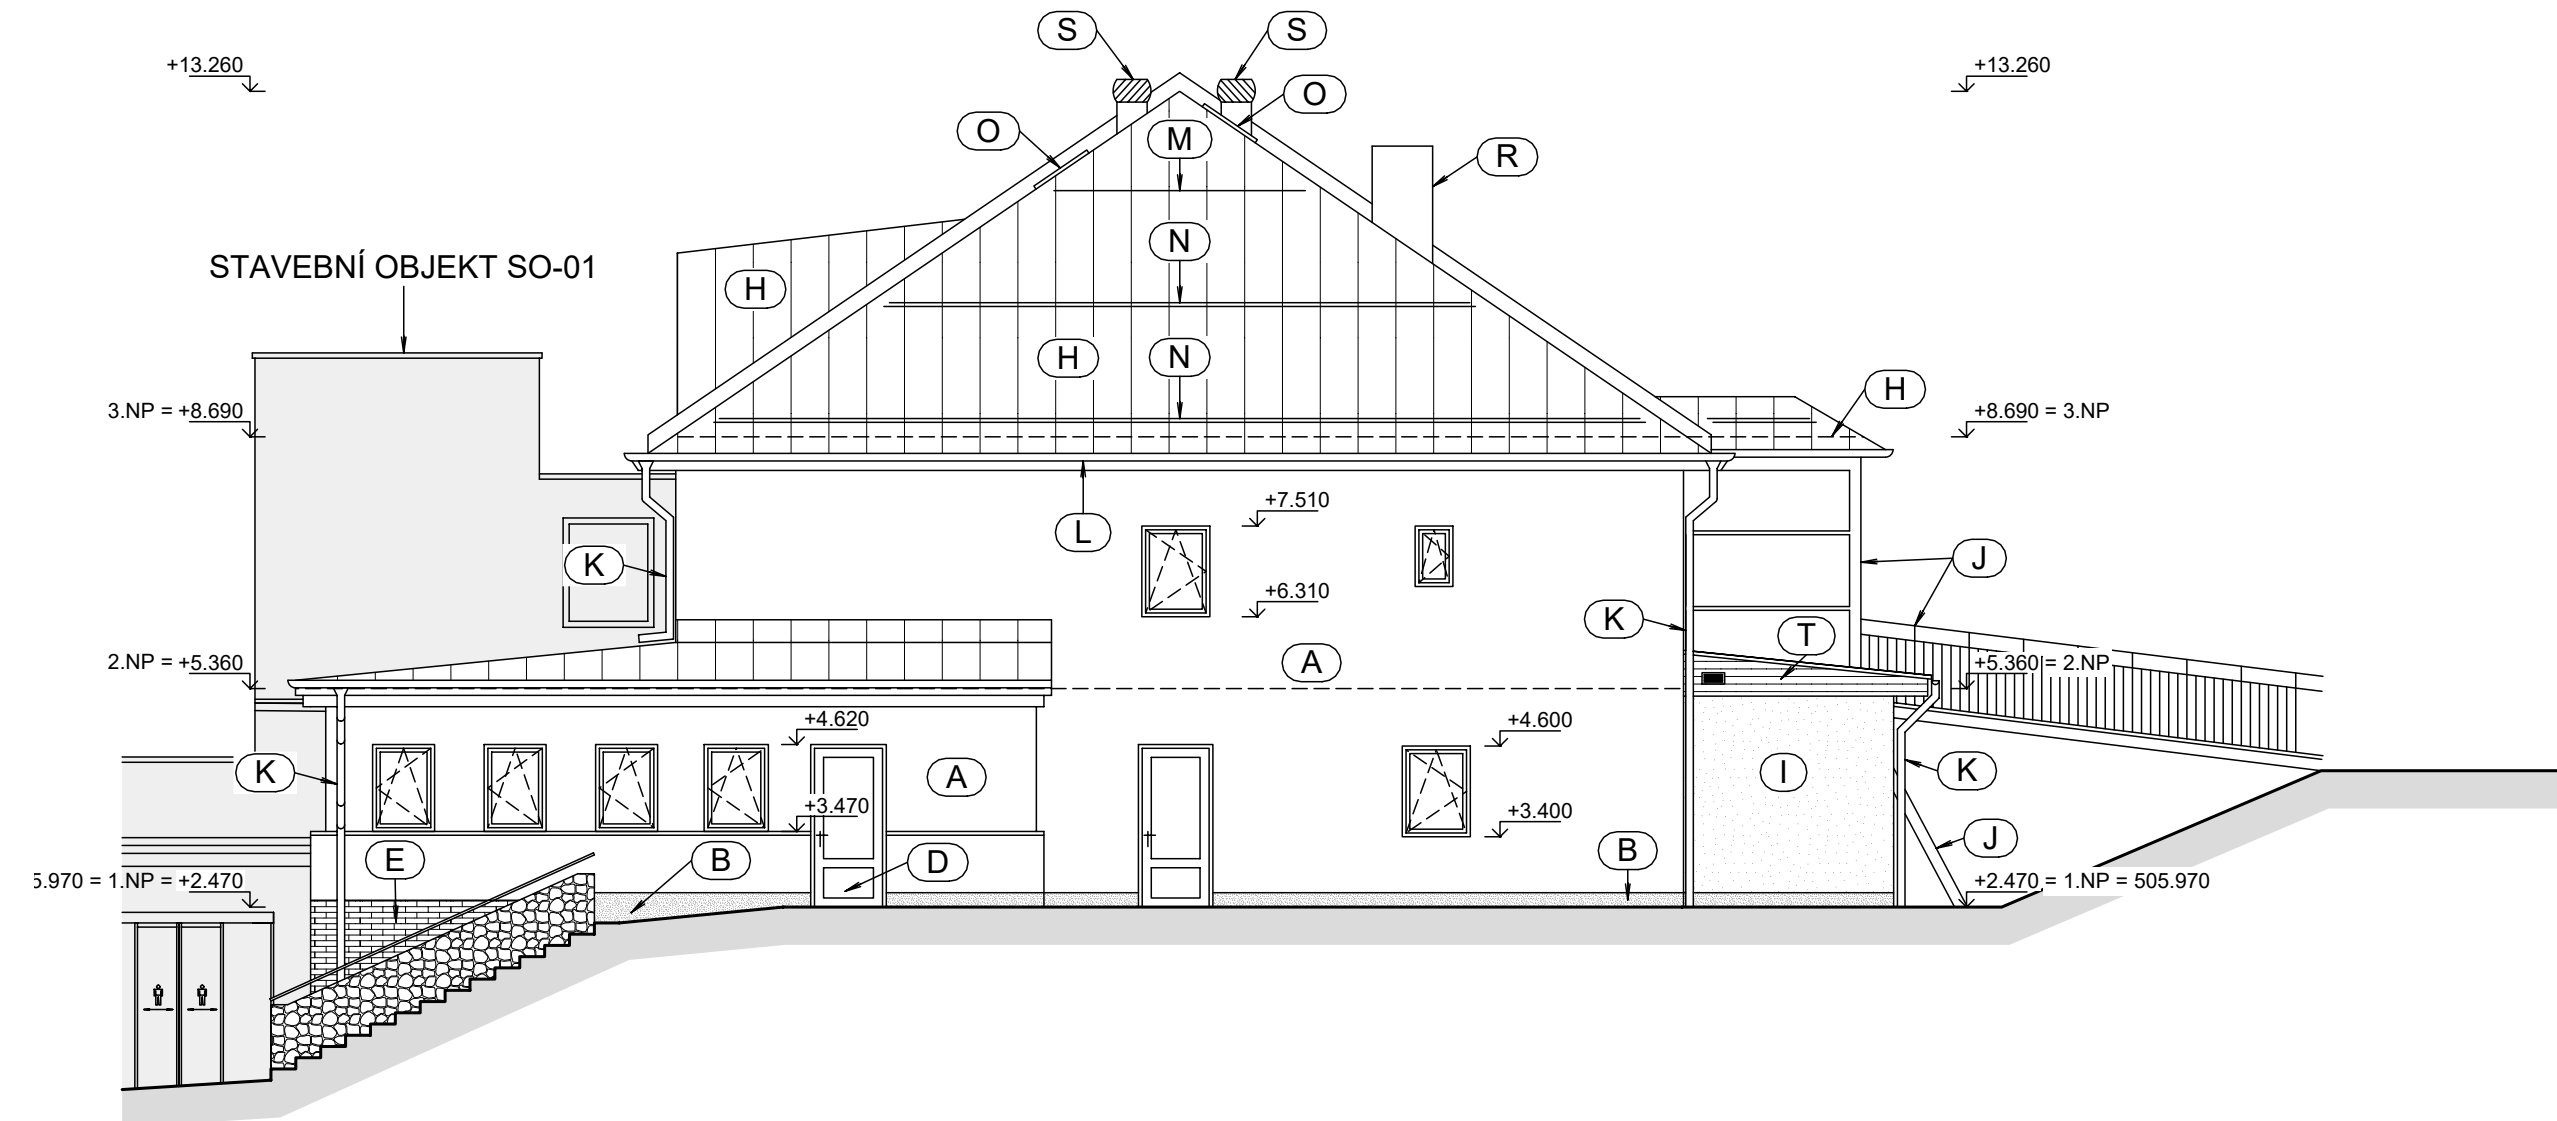 S
S
+13.260
+13.260
O
O
M
R
N
STAVEBNÍ OBJEKT SO-01
H
H
N
H
3.NP = +8.690
+8.690 = 3.NP
+7.510
L
K
J
+6.310
K
T
2.NP = +5.360
A
+5.360 = 2.NP
+4.620
+4.600
K
A
I
K
+3.470
+3.400
E
B
D
B
J
5.970 = 1.NP = +2.470
+2.470 = 1.NP = 505.970